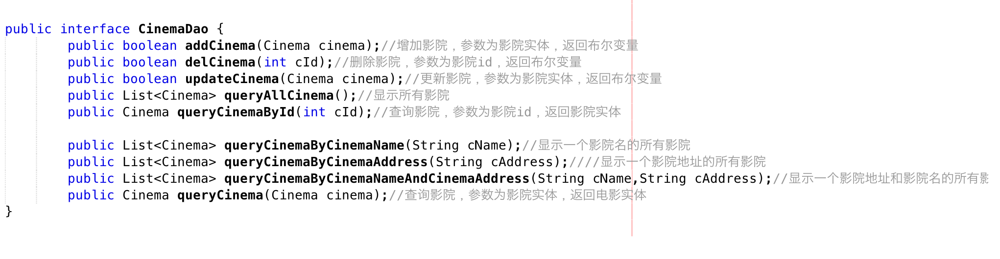 public interface CinemaDao {
public boolean addCinema(Cinema cinema);//增加影院，参数为影院实体，返回布尔变量
public boolean delCinema(int cId);//删除影院，参数为影院id，返回布尔变量
public boolean updateCinema(Cinema cinema);//更新影院，参数为影院实体，返回布尔变量
public List<Cinema> queryAllCinema();//显示所有影院
public Cinema queryCinemaById(int cId);//查询影院，参数为影院id，返回影院实体
public List<Cinema> queryCinemaByCinemaName(String cName);//显示一个影院名的所有影院
public List<Cinema> queryCinemaByCinemaAddress(String cAddress);////显示一个影院地址的所有影院
public List<Cinema> queryCinemaByCinemaNameAndCinemaAddress(String cName,String cAddress);//显示一个影院地址和影院名的所有影
public Cinema queryCinema(Cinema cinema);//查询影院，参数为影院实体，返回电影实体
}